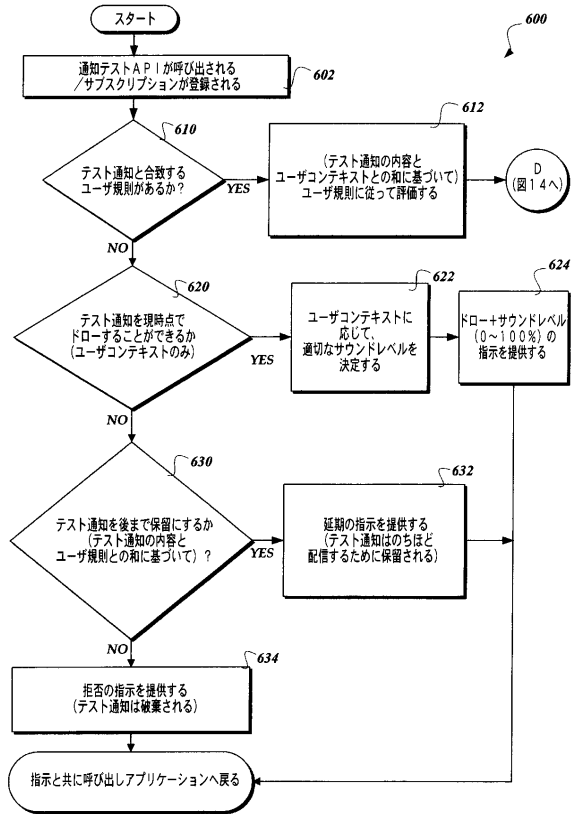 スタート
600
通知テストＡＰＩが呼び出される
／サブスクリプションが登録される
602
610
テスト通知と合致する
ユーザ規則があるか？
YES
612
(テスト通知の内容と
ユーザコンテキストとの和に基づいて)
ユーザ規則に従って評価する
D
(図１４へ)
NO
620
テスト通知を現時点で
ドローすることができるか
(ユーザコンテキストのみ)
YES
622
ユーザコンテキストに
応じて、
適切なサウンドレベルを
決定する
624
ドロー＋サウンドレベル
(０～１００％) の
指示を提供する
NO
630
テスト通知を後まで保留にするか
(テスト通知の内容と
ユーザ規則との和に基づいて) ？
YES
632
延期の指示を提供する
(テスト通知はのちほど
配信するために保留される)
NO
634
拒否の指示を提供する
(テスト通知は破棄される)
指示と共に呼び出しアプリケーションへ戻る